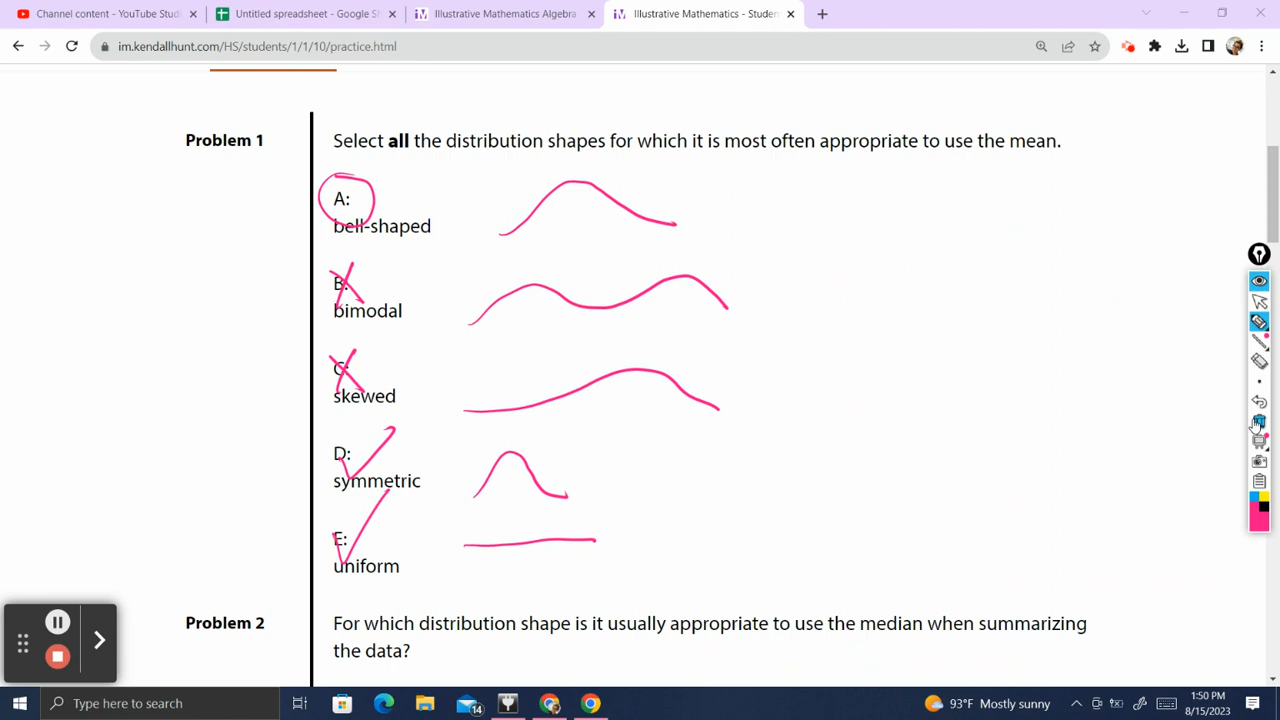 Channel content - YouTube Stud
Untitled spreadsheet - Google Sh
Illustrative Mathematics Algebra
Illustrative Mathematics - Studen
im.kendallhunt.com/HS/students/1/1/10/practice.html
Problem 1
Select all the distribution shapes for which it is most often appropriate to use the mean.
A:
bell-shaped
B:
bimodal
C:
skewed
D:
symmetric
E:
uniform
Problem 2
For which distribution shape is it usually appropriate to use the median when summarizing
the data?
Type here to search
14
93°F Mostly sunny
1:50 PM
8/15/2023